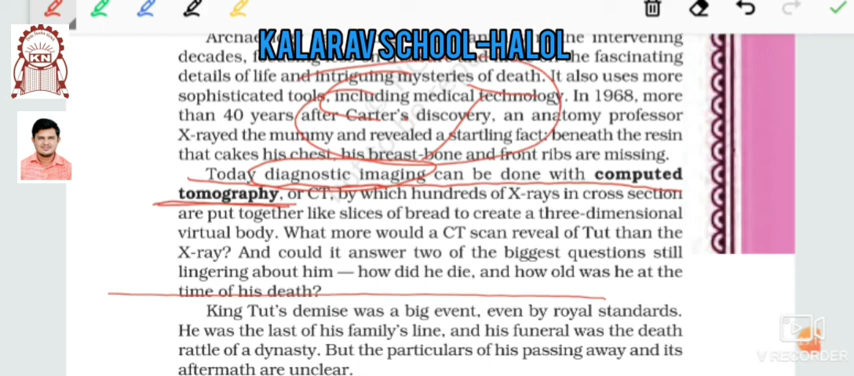 KALARAV SCHOOL-HALOL
KN
Archae ne intervening
decades, he fascinating
details of life and intriguing mysteries of death. It also uses more
sophisticated tools, including medical technology. In 1968, more
than 40 years after Carter's discovery, an anatomy professor
X-rayed the mummy and revealed a startling fact: beneath the resin
that cakes his chest, his breast-bone and front ribs are missing.
Today diagnostic imaging can be done with computed
tomography, or CT, by which hundreds of X-rays in cross section
are put together like slices of bread to create a three-dimensional
virtual body. What more would a CT scan reveal of Tut than the
X-ray? And could it answer two of the biggest questions still
lingering about him — how did he die, and how old was he at the
time of his death?
King Tut's demise was a big event, even by royal standards.
He was the last of his family's line, and his funeral was the death
rattle of a dynasty. But the particulars of his passing away and its
aftermath are unclear.
V RECORDER